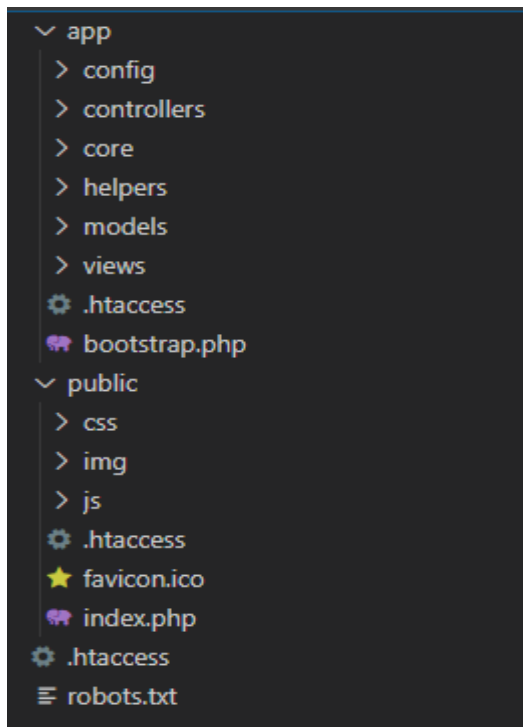 app
config
controllers
core
helpers
models
views
.htaccess
bootstrap.php
public
css
img
js
.htaccess
favicon.ico
index.php
.htaccess
robots.txt